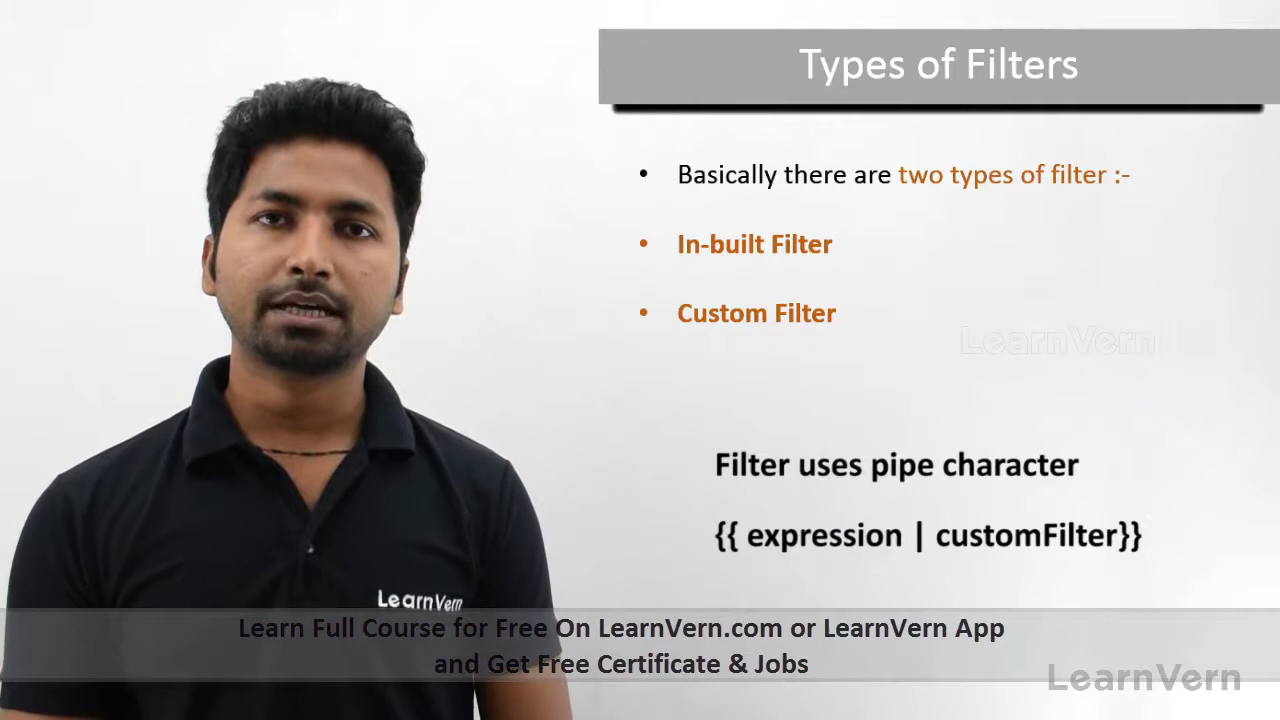 Types of Filters
• Basically there are two types of filter :-
• In-built Filter
• Custom Filter
LearnVern
Filter uses pipe character
{{ expression | customFilter}}
LearnVern
Learn Full Course for Free On LearnVern.com or LearnVern App
and Get Free Certificate & Jobs
LearnVern